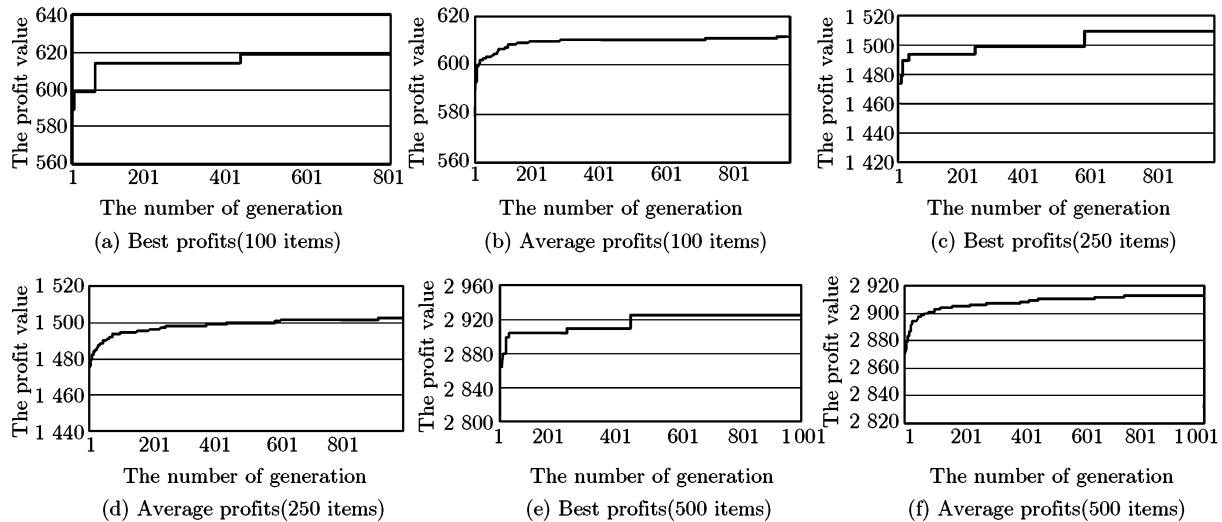 The profit value
640
620
600
580
560
1 201 401 601 801
The number of generation
(a) Best profits(100 items)
The profit value
620
600
580
560
1 201 401 601 801
The number of generation
(b) Average profits(100 items)
The profit value
1 520
1 500
1 480
1 460
1 440
1 420
1 201 401 601 801
The number of generation
(c) Best profits(250 items)
The profit value
1 520
1 500
1 480
1 460
1 440
1 201 401 601 801
The number of generation
(d) Average profits(250 items)
The profit value
2 960
2 920
2 880
2 840
2 800
1 201 401 601 801 1 001
The number of generation
(e) Best profits(500 items)
The profit value
2 920
2 900
2 880
2 860
2 840
2 820
1 201 401 601 801 1 001
The number of generation
(f) Average profits(500 items)